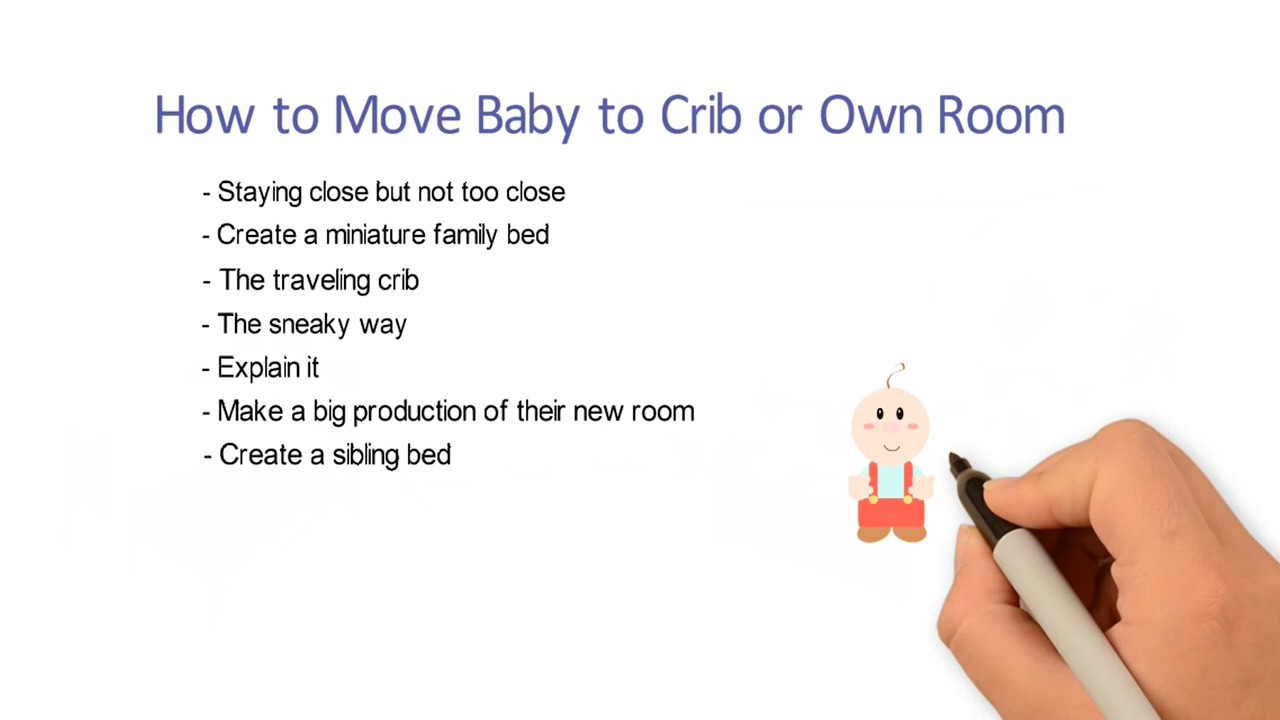 How to Move Baby to Crib or Own Room
- Staying close but not too close
- Create a miniature family bed
- The traveling crib
- The sneaky way
- Explain it
- Make a big production of their new room
- Create a sibling bed